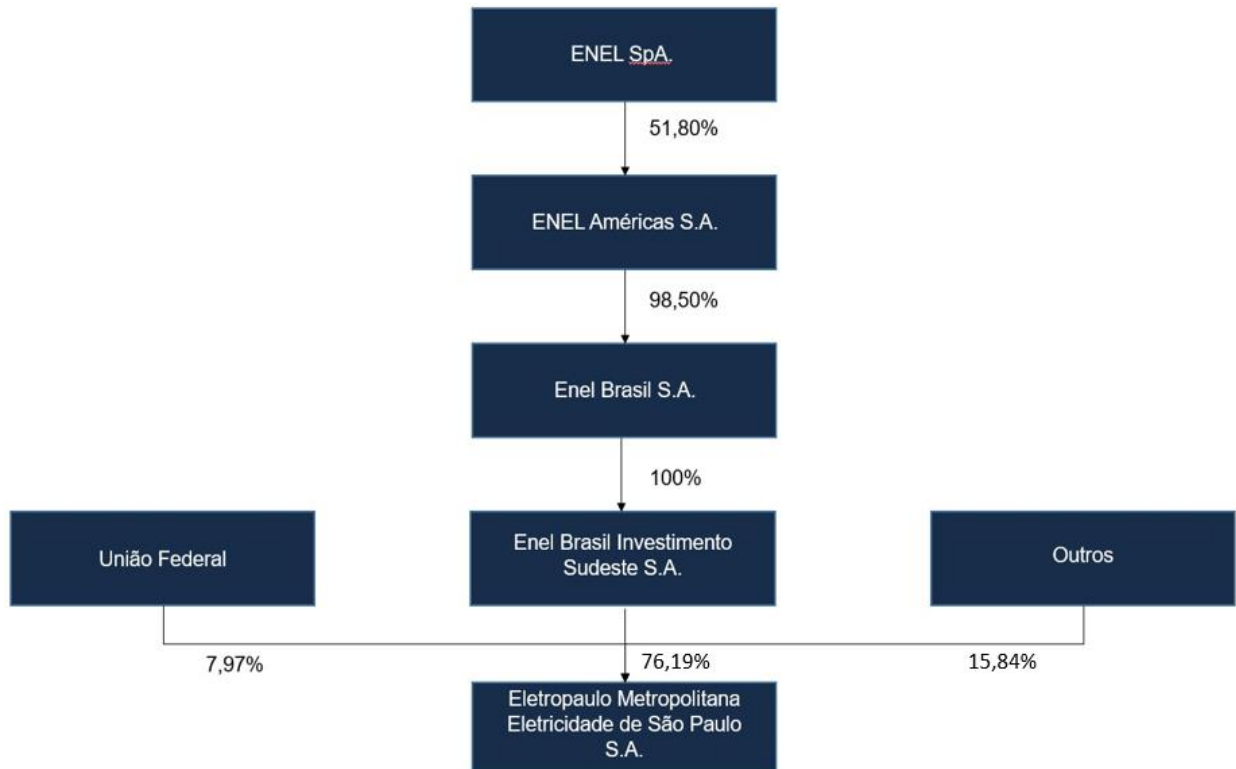 ENEL SpA.
51,80%
ENEL Américas S.A.
98,50%
Enel Brasil S.A.
100%
União Federal
Enel Brasil Investimento
Sudeste S.A.
Outros
7,97%
76,19%
15,84%
Eletropaulo Metropolitana
Eletricidade de São Paulo
S.A.